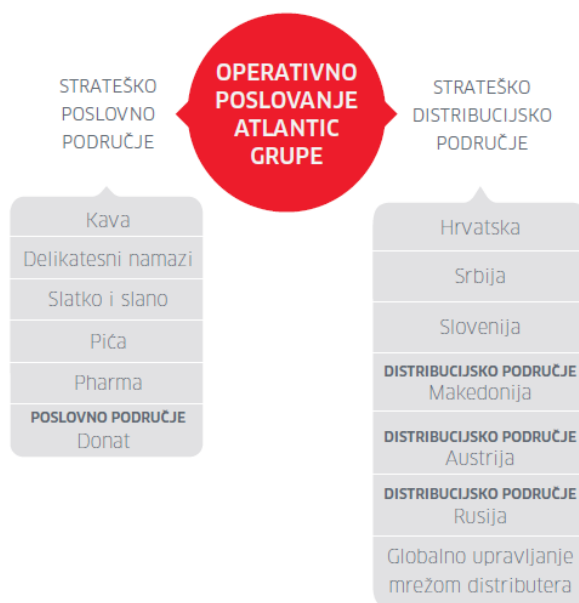 OPERATIVNO
POSLOVANJE
ATLANTIC
GRUPE
STRATEŠKO
POSLOVNO
PODRUČJE
Kava
Delikatesni namazi
Slatko i slano
Pića
Pharma
POSLOVNO PODRUČJE
Donat
STRATEŠKO
DISTRIBUCIJSKO
PODRUČJE
Hrvatska
Srbija
Slovenija
DISTRIBUCIJSKO PODRUČJE
Makedonija
DISTRIBUCIJSKO PODRUČJE
Austrija
DISTRIBUCIJSKO PODRUČJE
Rusija
Globalno upravljanje
mrežom distributera